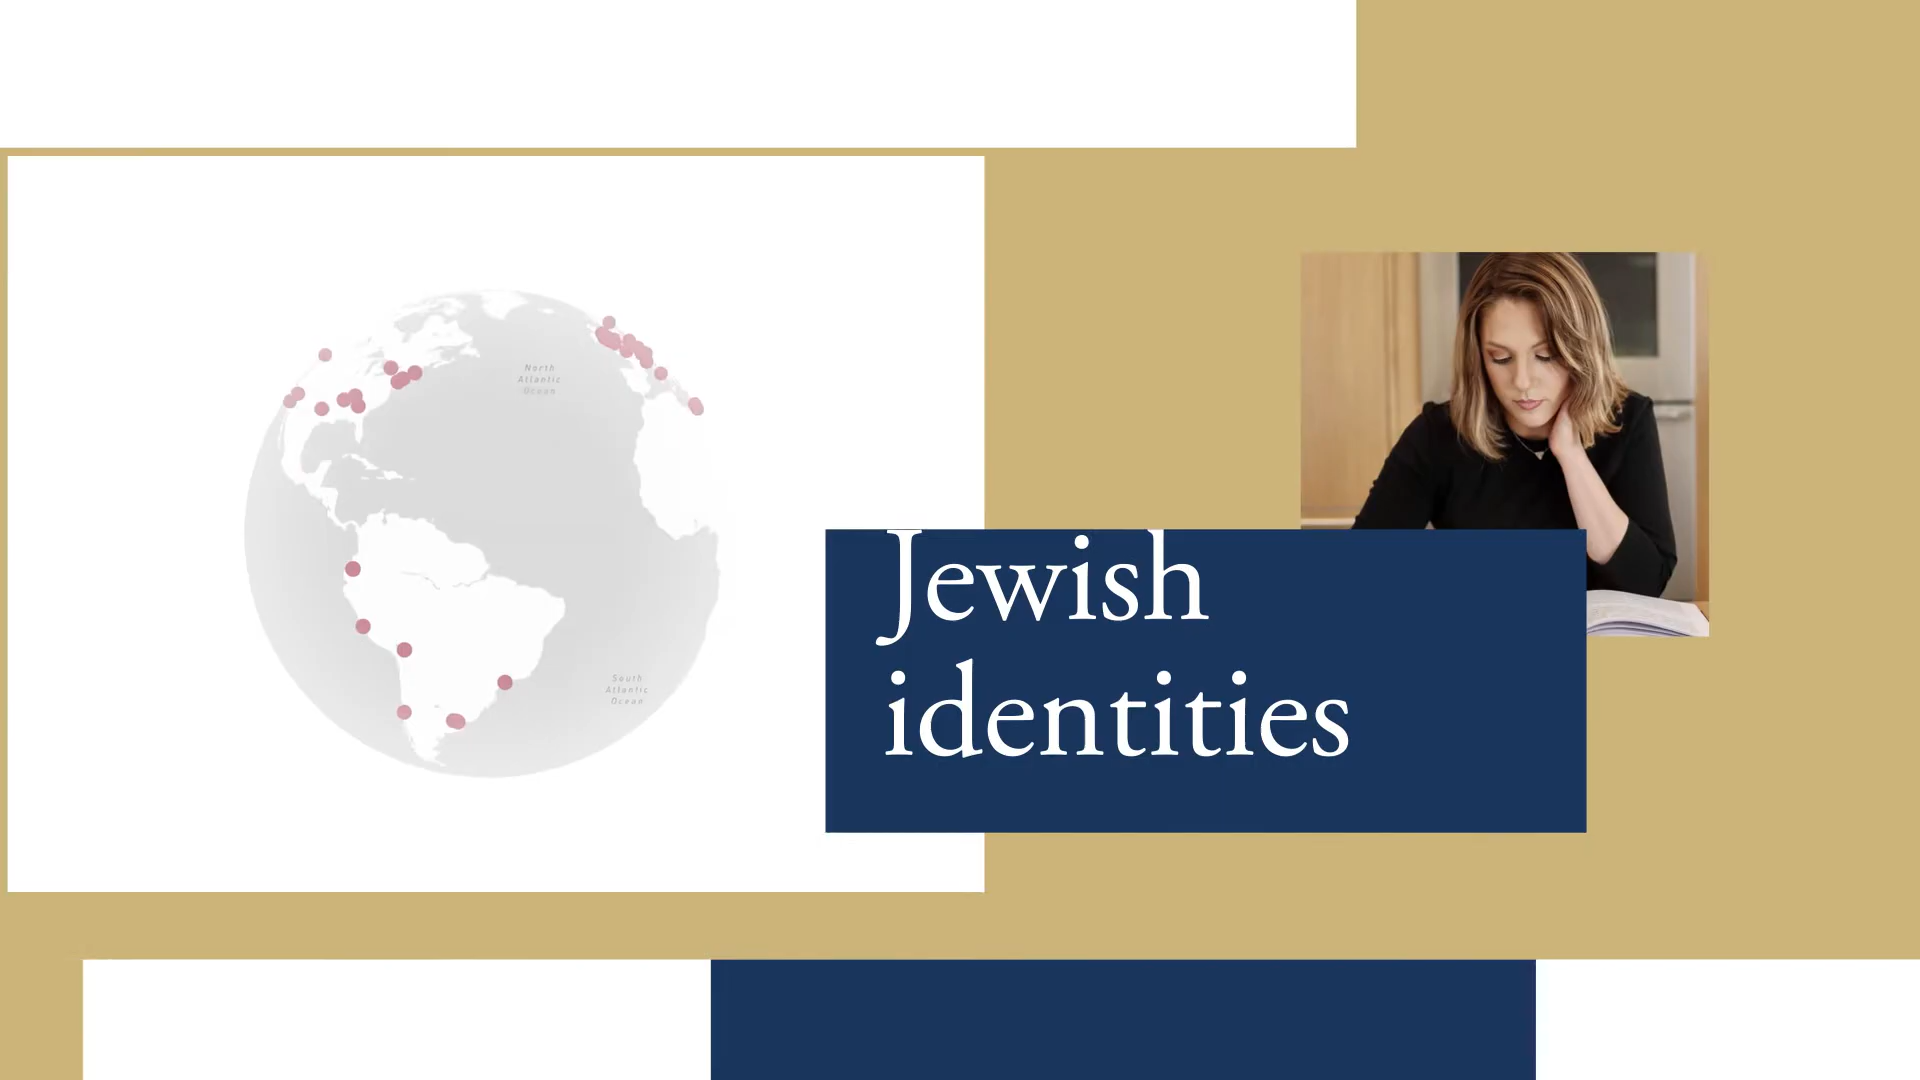 North
Atlantic
Ocean
South
Atlantic
Ocean
Jewish
identities